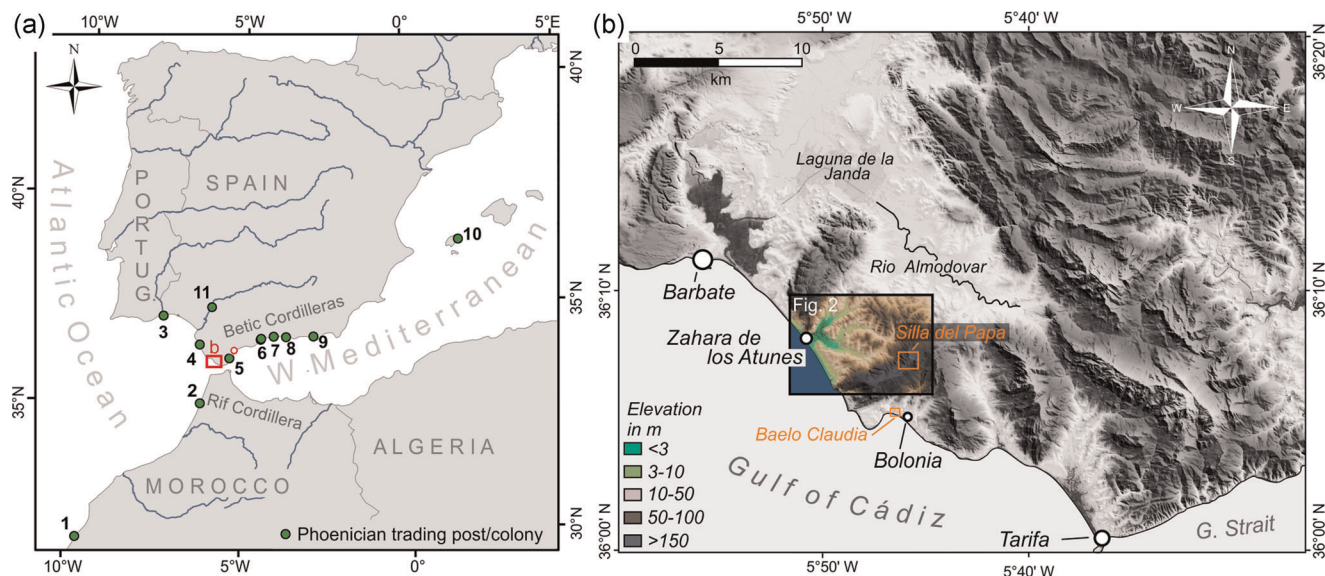 (a)
10°W
5°W
0°
5°E
N
40°N
40°N
35°N
35°N
30°N
Atlantic Ocean
PORTUG.
SPAIN
10
W. Mediterranean
11
Betic Cordilleras
3
4
b
5
6
7
8
9
2
Rif Cordillera
ALGERIA
MOROCCO
1
Phoenician trading post/colony
10°W
5°W
0°
(b)
5°50' W
5°40' W
0
5
10
km
N
W
E
S
36°20' N
Laguna de la
Janda
Rio Almodovar
Barbate
36°10' N
36°10' N
Fig. 2
Zahara de
los Atunes
Silla del Papa
Elevation
in m
<3
3-10
10-50
50-100
>150
Baelo Claudia
Bolonia
Gulf of Cádiz
Tarifa
G. Strait
36°00' N
36°00' N
5°50' W
5°40' W